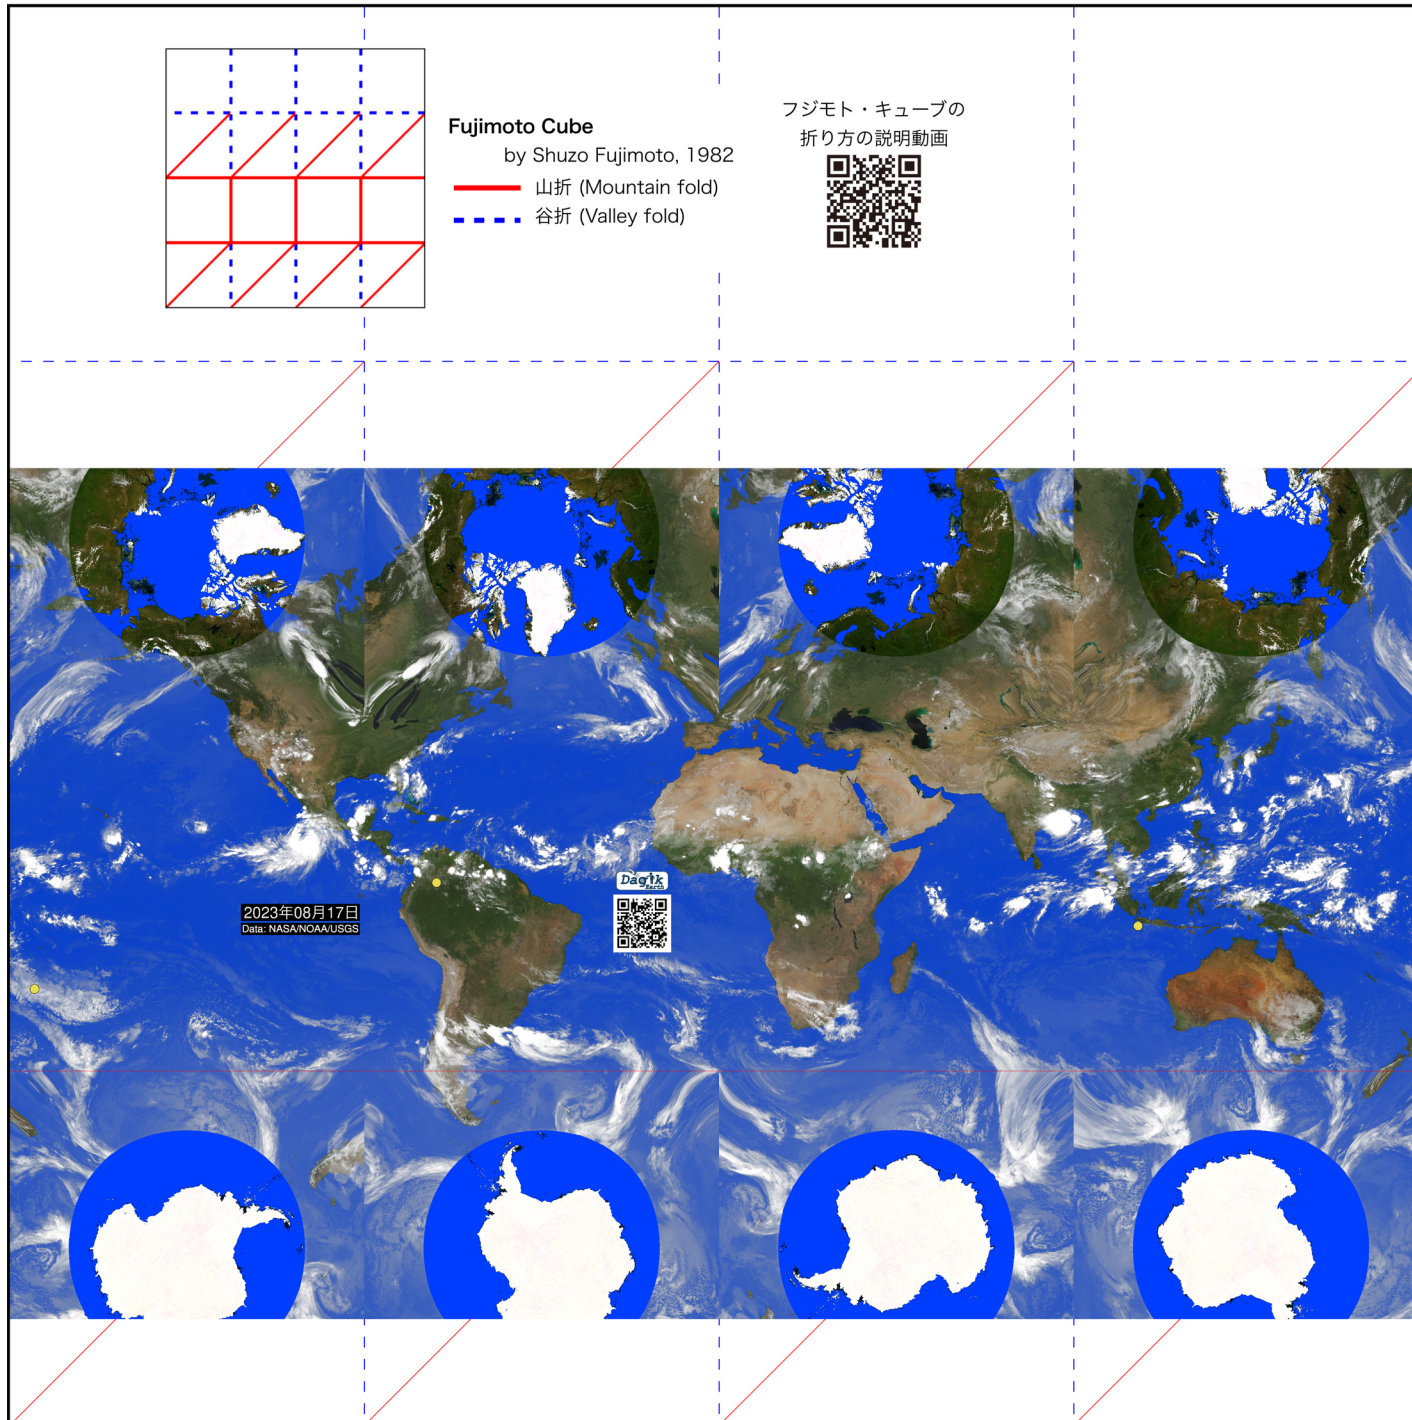 Fujimoto Cube
by Shuzo Fujimoto, 1982
山折 (Mountain fold)
谷折 (Valley fold)
フジモト・キューブの
折り方の説明動画
Dagik
Earth
2023年08月17日
Data: NASA/NOAA/USGS